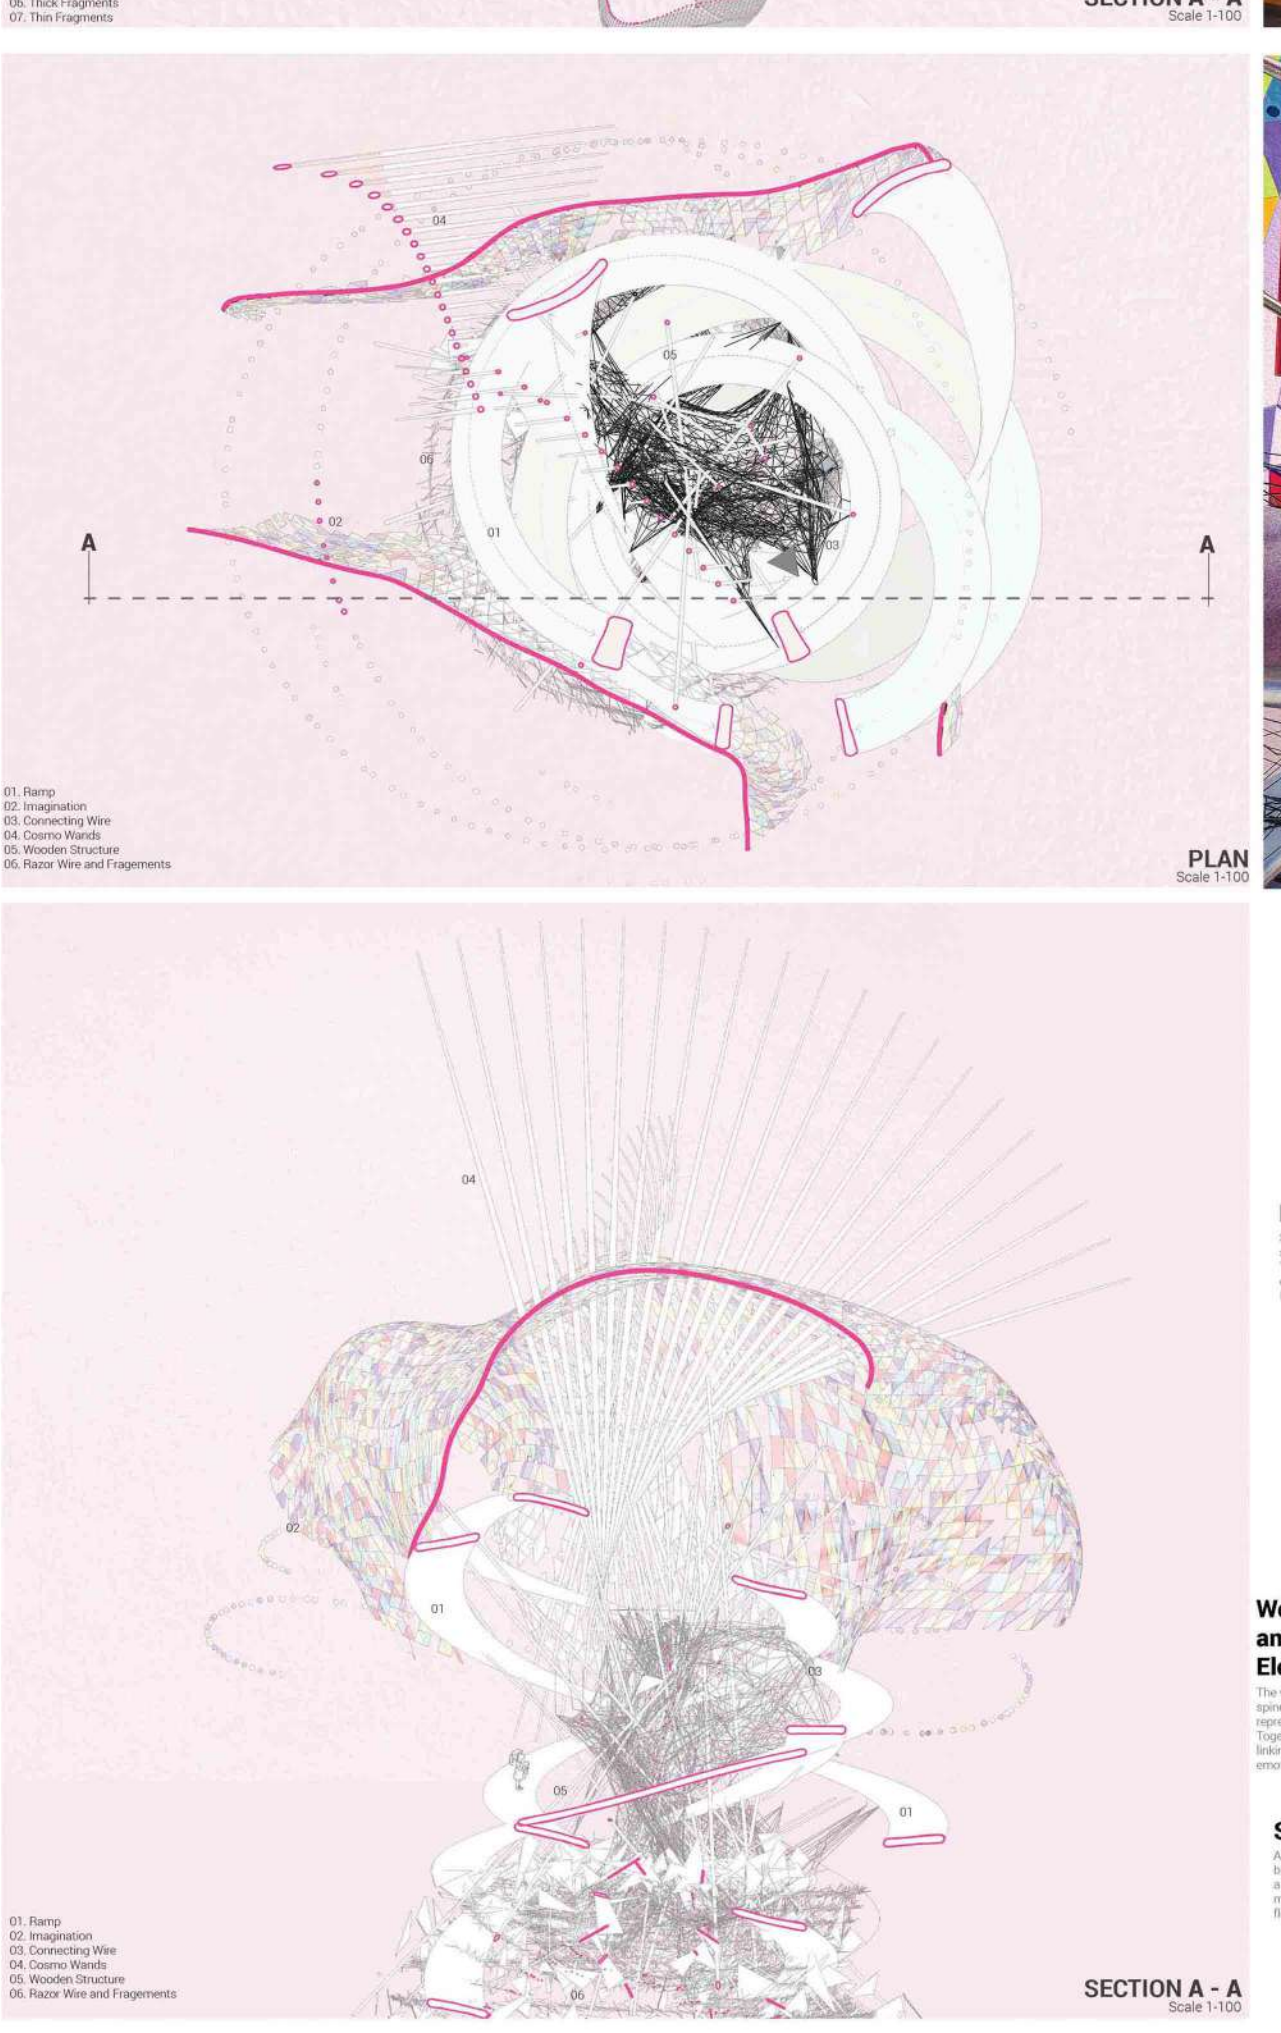 06. Thick Fragments
07. Thin Fragments
SECTION A - A
Scale 1-100
04
05
06
02
01
03
A
A
01. Ramp
02. Imagination
03. Connecting Wire
04. Cosmo Wands
05. Wooden Structure
06. Razor Wire and Fragements
PLAN
Scale 1-100
04
02
01
03
05
01
06
01. Ramp
02. Imagination
03. Connecting Wire
04. Cosmo Wands
05. Wooden Structure
06. Razor Wire and Fragements
SECTION A - A
Scale 1-100
The